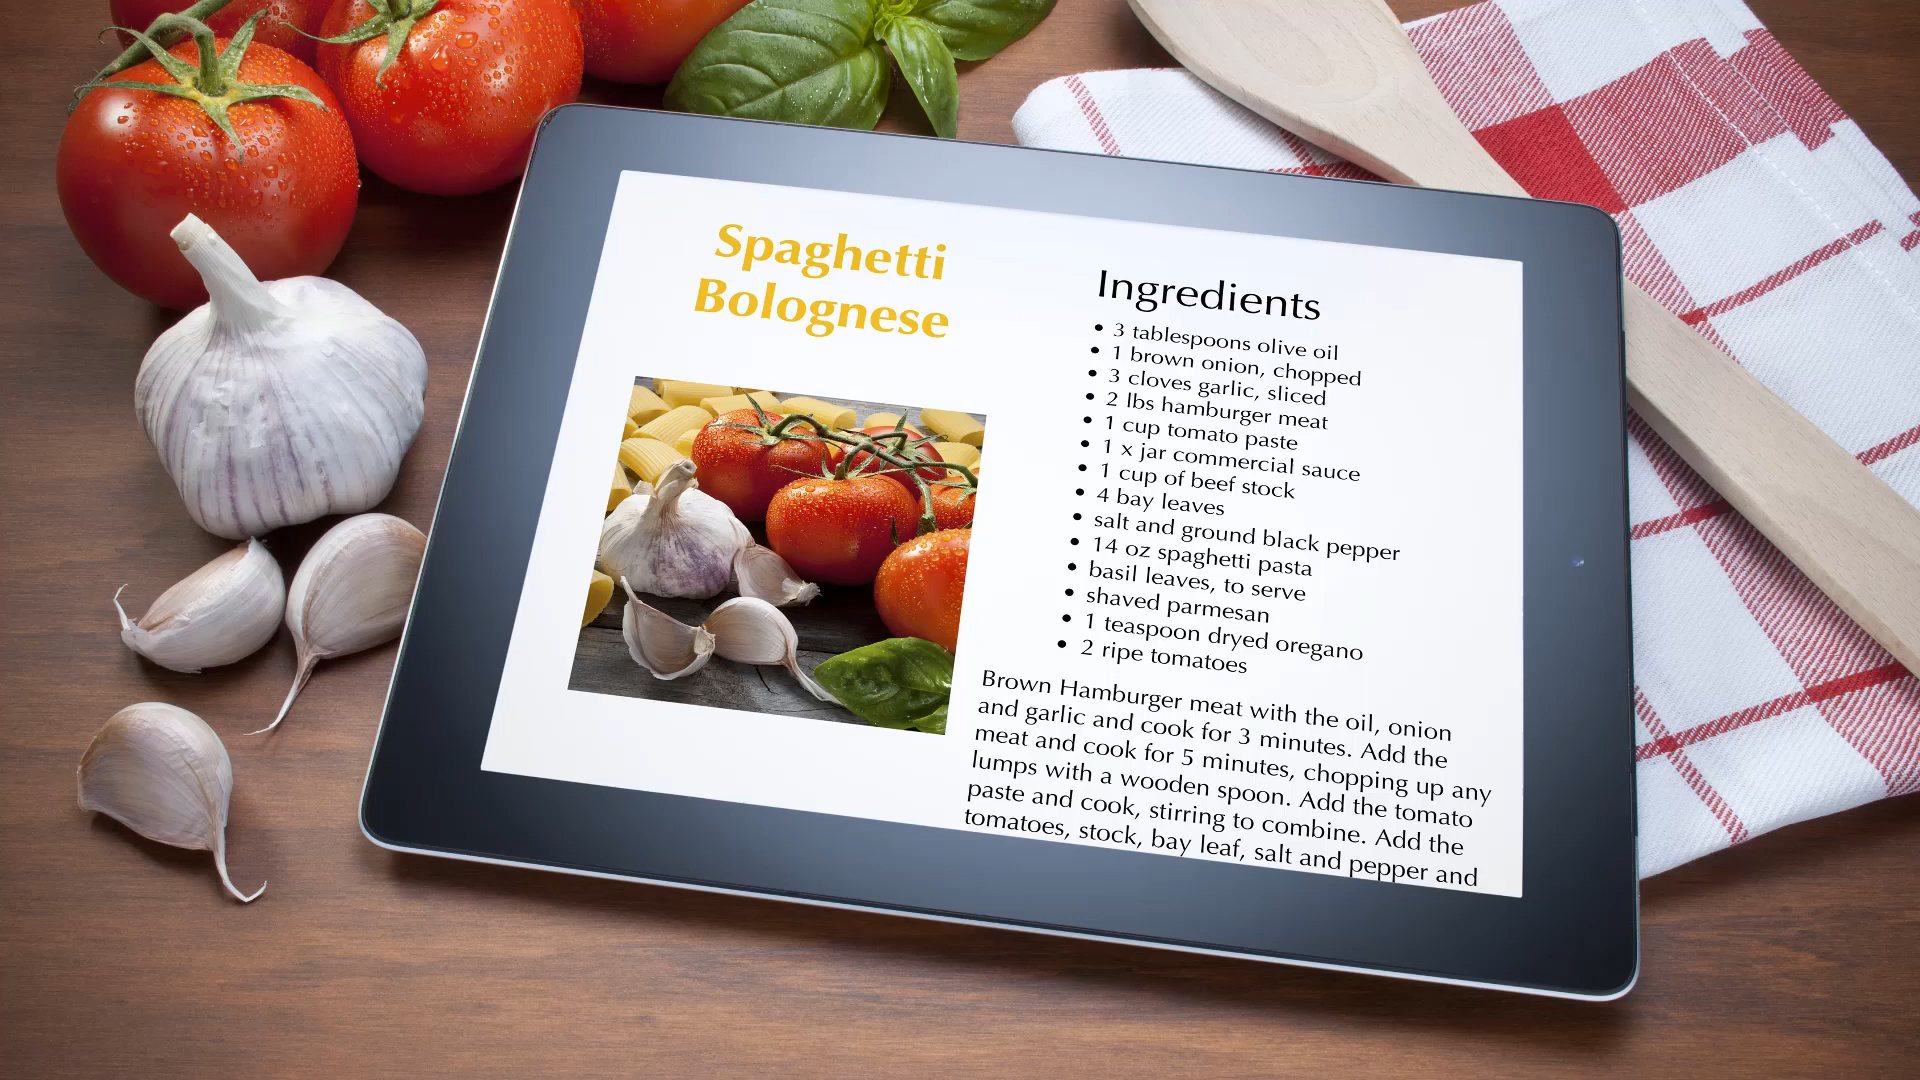 Spaghetti
Bolognese
Ingredients
• 3 tablespoons olive oil
• 1 brown onion, chopped
• 3 cloves garlic, sliced
• 2 lbs hamburger meat
• 1 cup tomato paste
• 1 x jar commercial sauce
• 1 cup of beef stock
• 4 bay leaves
• salt and ground black pepper
• 14 oz spaghetti pasta
• basil leaves, to serve
• shaved parmesan
• 1 teaspoon dryed oregano
• 2 ripe tomatoes
Brown Hamburger meat with the oil, onion
and garlic and cook for 3 minutes. Add the
meat and cook for 5 minutes, chopping up any
lumps with a wooden spoon. Add the tomato
paste and cook, stirring to combine. Add the
tomatoes, stock, bay leaf, salt and pepper and